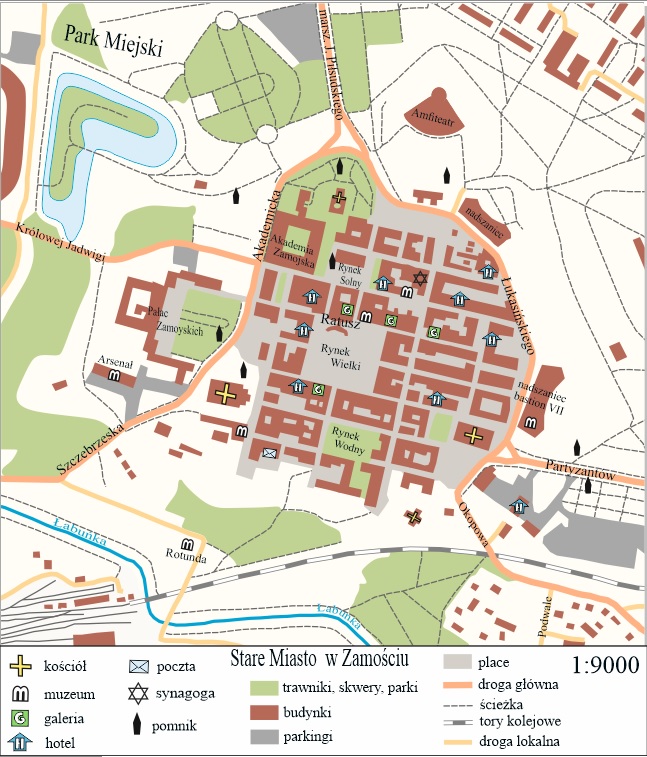 Park Miejski
marsz. J. Piłsudskiego
Amfiteatr
nadszaniec
Królowej Jadwigi
Akademicka
Akademia
Zamojska
Rynek
Solny
Łukasińskiego
Pałac
Zamoyskich
Ratusz
Rynek
Wielki
Arsenał
nadszaniec
bastion VII
Rynek
Wodny
Szczebrzeska
Partyzantów
Okopowa
Łabuńka
Rotunda
Łabuńka
Podwale
Stare Miasto w Zamościu
1:9000
kościół
muzeum
galeria
hotel
poczta
synagoga
pomnik
trawniki, skwery, parki
budynki
parkingi
place
droga główna
ścieżka
tory kolejowe
droga lokalna